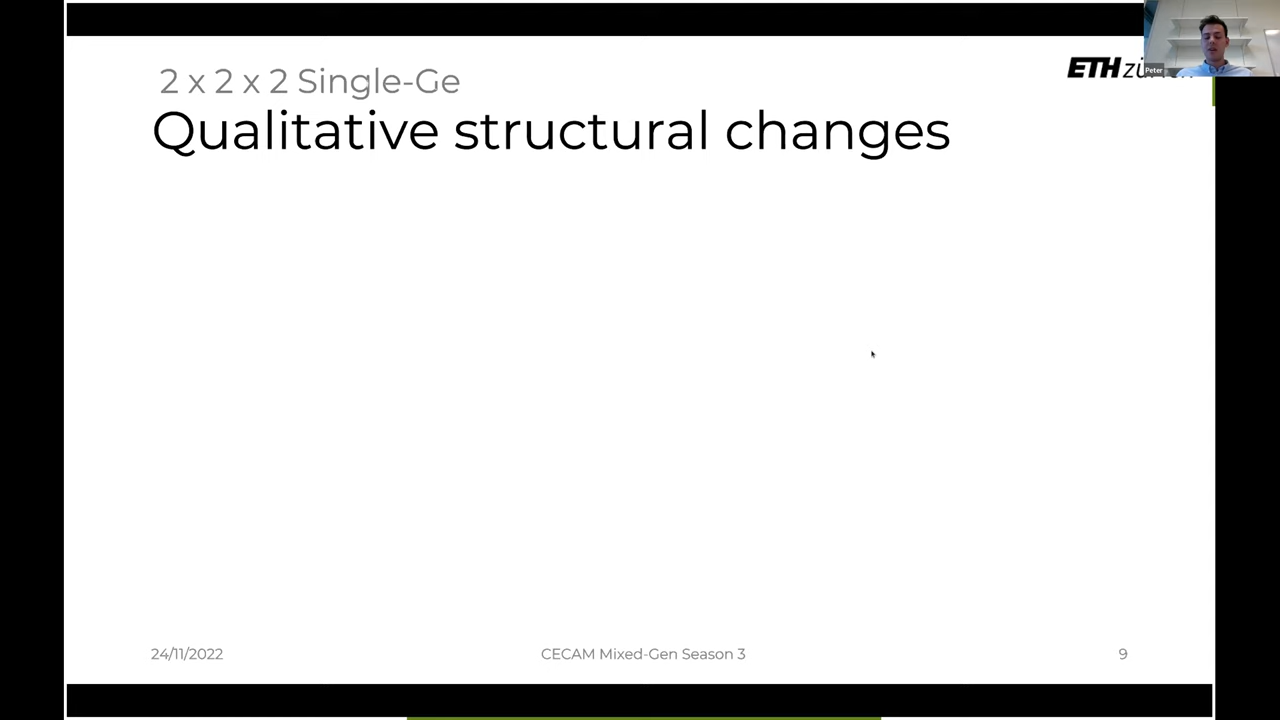 2 x 2 x 2 Single-Ge
Qualitative structural changes
ETH
Peter
24/11/2022
CECAM Mixed-Gen Season 3
9